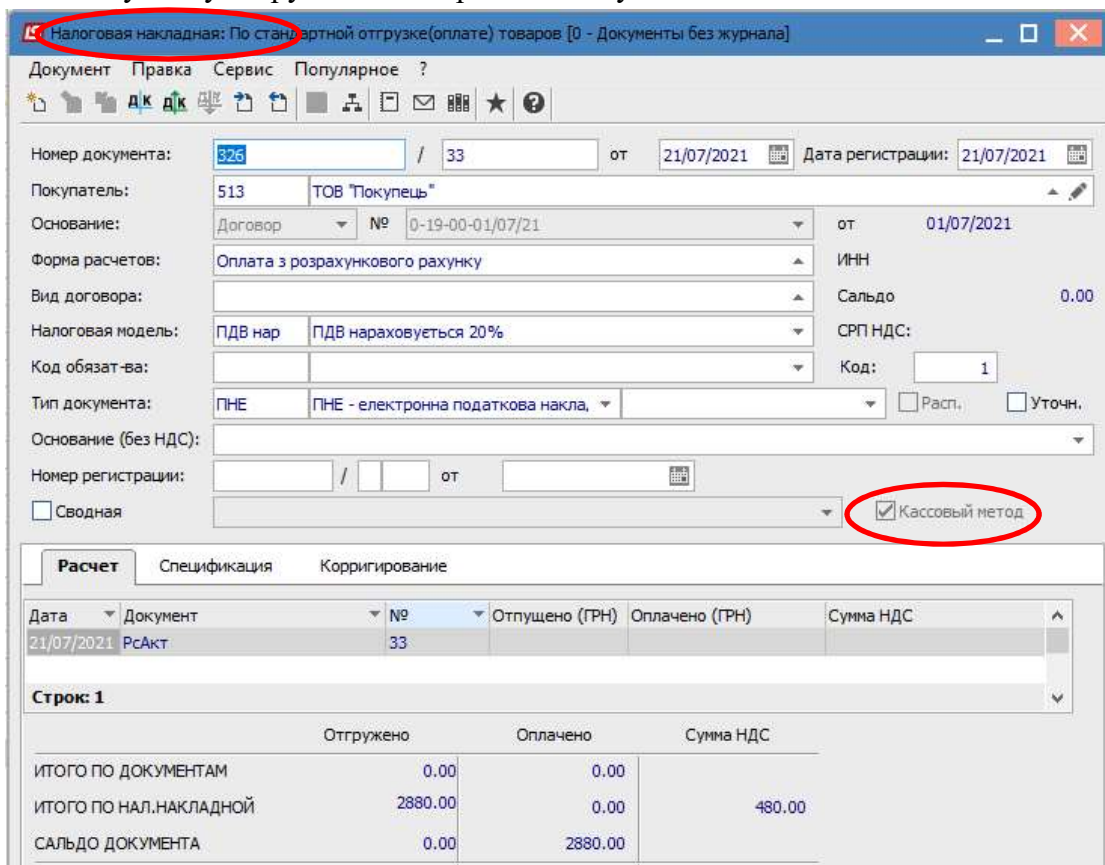 Налоговая накладная: По стандартной отгрузке(оплате) товаров [0 - Документы без журнала]
Документ Правка Сервис Популярное ?
Номер документа: 326 / 33 от 21/07/2021 Дата регистрации: 21/07/2021
Покупатель: 513 ТОВ "Покупець"
Основание: Договор № 0-19-00-01/07/21 от 01/07/2021
Форма расчетов: Оплата з розрахункового рахунку ИНН
Вид договора: Сальдо 0.00
Налоговая модель: ПДВ нар ПДВ нараховується 20% СРП НДС:
Код обязат-ва: Код: 1
Тип документа: ПНЕ ПНЕ - електронна податкова накла, Расп. Уточн.
Основание (без НДС):
Номер регистрации: / от
Сводная Кассовый метод
Расчет Спецификация Корригирование
Дата Документ № Отпущено (ГРН) Оплачено (ГРН) Сумма НДС
21/07/2021 РсАкт 33
Строк: 1
Отгружено Оплачено Сумма НДС
ИТОГО ПО ДОКУМЕНТАМ 0.00 0.00
ИТОГО ПО НАЛ.НАКЛАДНОЙ 2880.00 0.00 480.00
САЛЬДО ДОКУМЕНТА 0.00 2880.00